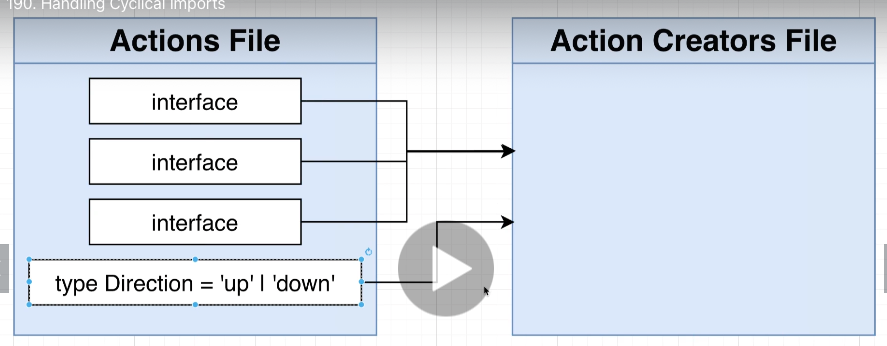 190. Handling Cyclical Imports
Actions File
Action Creators File
interface
interface
interface
type Direction = 'up' | 'down'